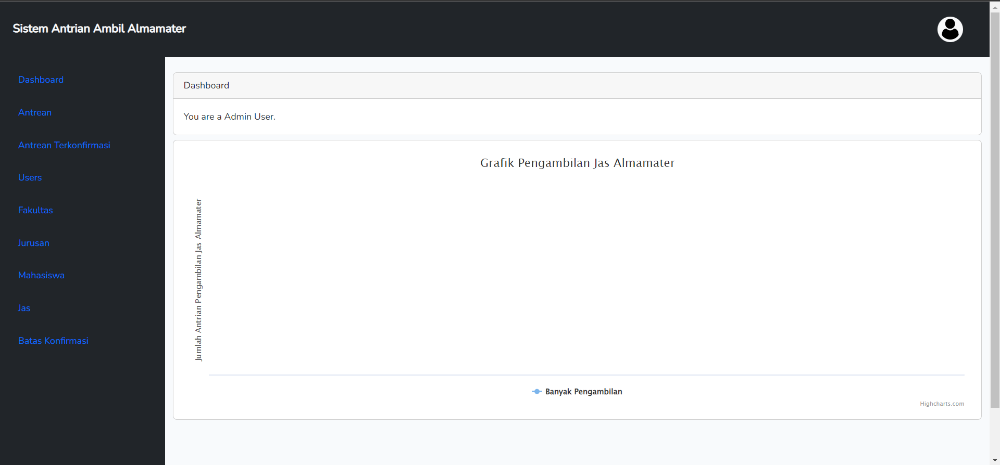 Sistem Antrian Ambil Almamater
Dashboard
Antrean
Antrean Terkonfirmasi
Users
Fakultas
Jurusan
Mahasiswa
Jas
Batas Konfirmasi
Dashboard
You are a Admin User.
Grafik Pengambilan Jas Almamater
Jumlah Antrian Pengambilan Jas Almamater
Banyak Pengambilan
Highcharts.com